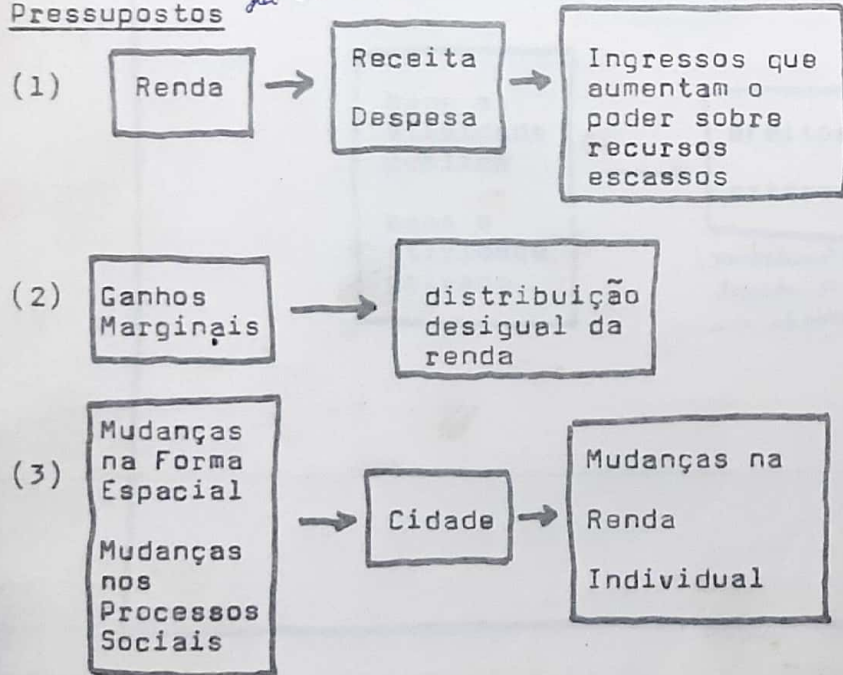 Pressupostos
(1)
Renda
Receita
Despesa
Ingressos que
aumentam o
poder sobre
recursos
escassos
(2)
Ganhos
Marginais
distribuição
desigual da
renda
(3)
Mudanças
na Forma
Espacial
Mudanças
nos
Processos
Sociais
Cidade
Mudanças na
Renda
Individual